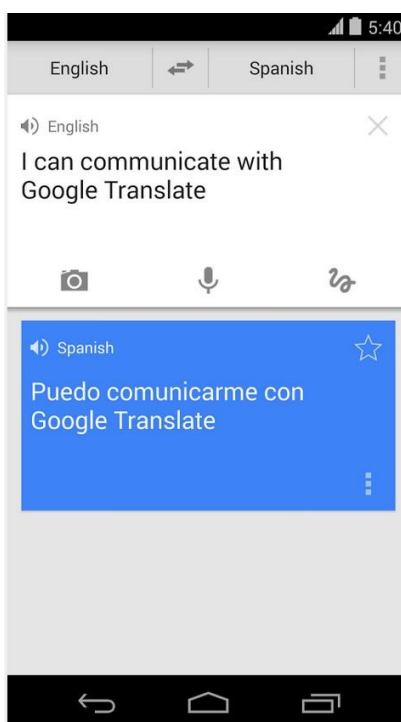 5:40
English Spanish
English
I can communicate with
Google Translate
Spanish
Puedo comunicarme con
Google Translate